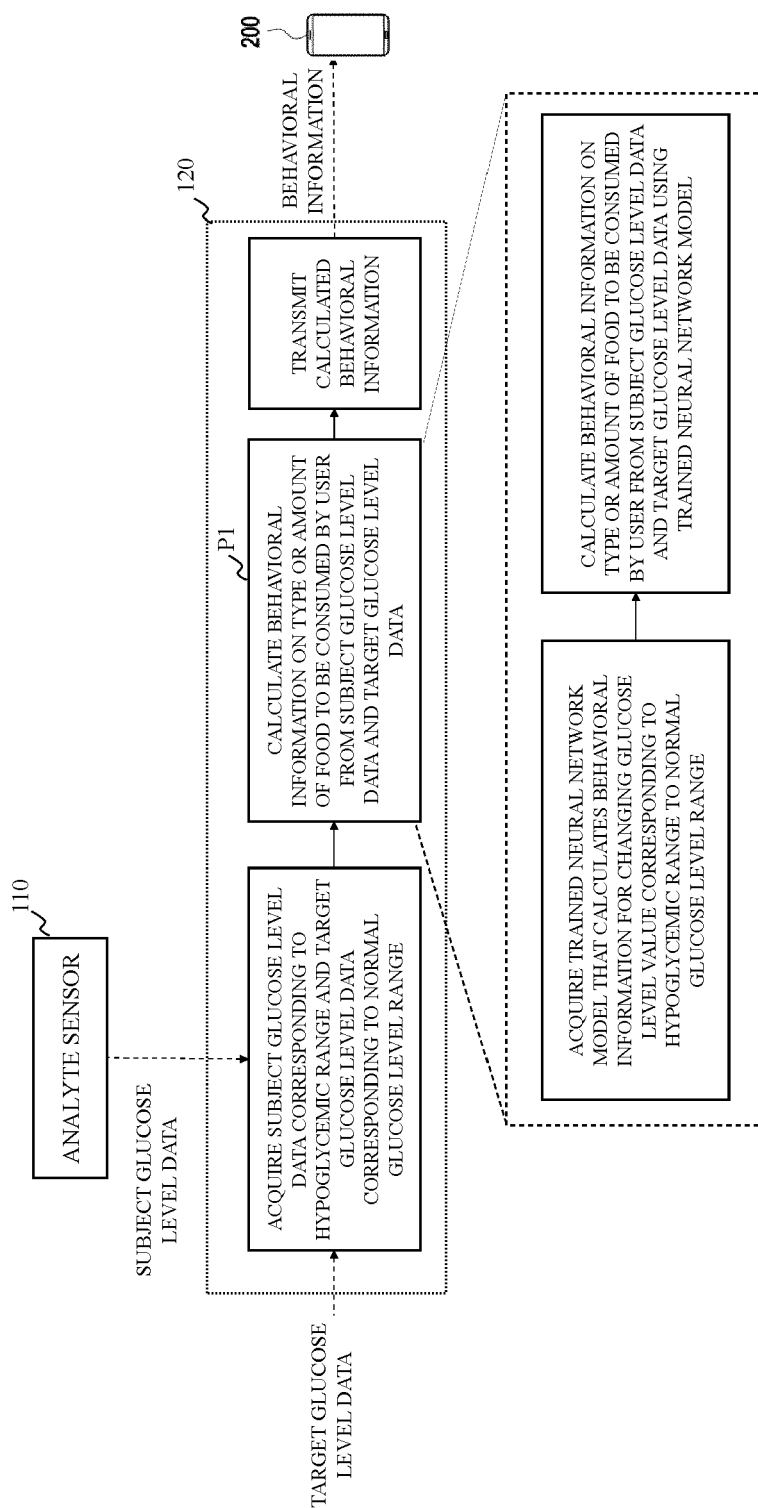 110
ANALYTE SENSOR
SUBJECT GLUCOSE
LEVEL DATA
TARGET GLUCOSE
LEVEL DATA
120
ACQUIRE SUBJECT GLUCOSE LEVEL
DATA CORRESPONDING TO
HYPOGLYCEMIC RANGE AND TARGET
GLUCOSE LEVEL DATA
CORRESPONDING TO NORMAL
GLUCOSE LEVEL RANGE
P1
CALCULATE BEHAVIORAL
INFORMATION ON TYPE OR AMOUNT
OF FOOD TO BE CONSUMED BY USER
FROM SUBJECT GLUCOSE LEVEL
DATA AND TARGET GLUCOSE LEVEL
DATA
TRANSMIT
CALCULATED
BEHAVIORAL
INFORMATION
BEHAVIORAL
INFORMATION
200
ACQUIRE TRAINED NEURAL NETWORK
MODEL THAT CALCULATES BEHAVIORAL
INFORMATION FOR CHANGING GLUCOSE
LEVEL VALUE CORRESPONDING TO
HYPOGLYCEMIC RANGE TO NORMAL
GLUCOSE LEVEL RANGE
CALCULATE BEHAVIORAL INFORMATION ON
TYPE OR AMOUNT OF FOOD TO BE CONSUMED
BY USER FROM SUBJECT GLUCOSE LEVEL DATA
AND TARGET GLUCOSE LEVEL DATA USING
TRAINED NEURAL NETWORK MODEL